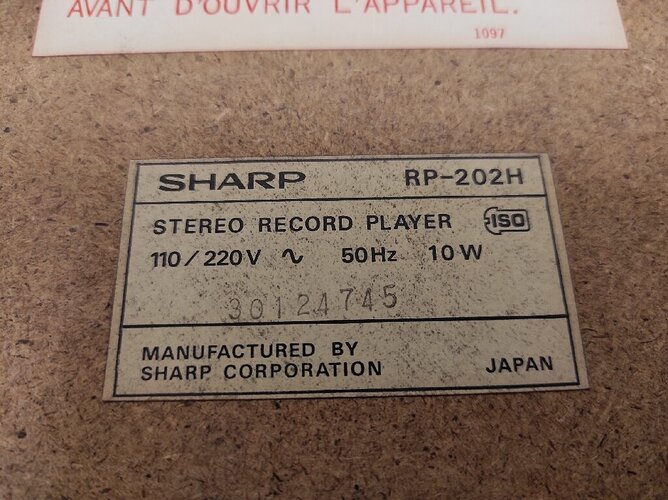 AVANT D'OUVRIR L'APPAREIL.
1097
SHARP RP-202H
STEREO RECORD PLAYER ISO
110/220V ∿ 50Hz 10W
30124745
MANUFACTURED BY
SHARP CORPORATION JAPAN